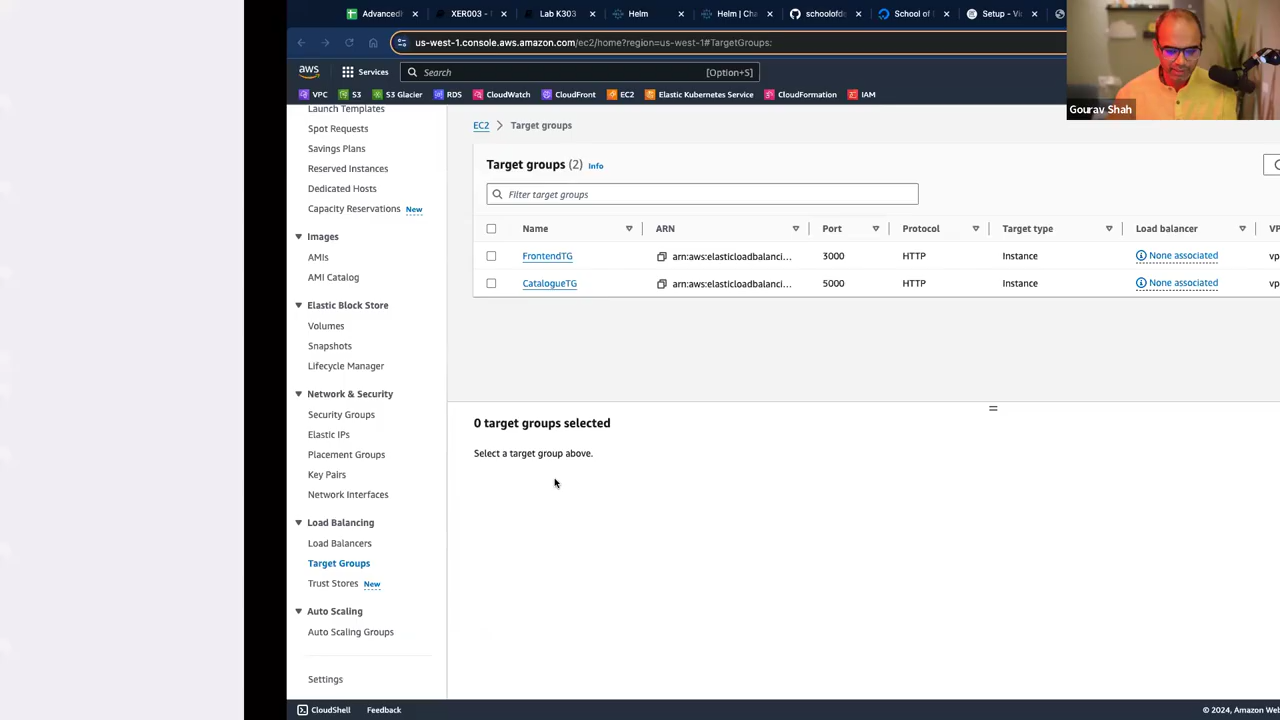 Advanced
XER003 -
Lab K303
Helm
Helm | Cha
schoolofde
School of
Setup - Vi
us-west-1.console.aws.amazon.com/ec2/home?region=us-west-1#TargetGroups:
Gourav Shah
aws
Services
Search
[Option+S]
VPC
S3
S3 Glacier
RDS
CloudWatch
CloudFront
EC2
Elastic Kubernetes Service
CloudFormation
IAM
Launch Templates
Spot Requests
Savings Plans
Reserved Instances
Dedicated Hosts
Capacity Reservations New
Images
AMIs
AMI Catalog
Elastic Block Store
Volumes
Snapshots
Lifecycle Manager
Network & Security
Security Groups
Elastic IPs
Placement Groups
Key Pairs
Network Interfaces
Load Balancing
Load Balancers
Target Groups
Trust Stores New
Auto Scaling
Auto Scaling Groups
Settings
EC2 > Target groups
Target groups (2) Info
Filter target groups
Name ARN Port Protocol Target type Load balancer VP
FrontendTG arn:aws:elasticloadbalanci... 3000 HTTP Instance None associated vp
CatalogueTG arn:aws:elasticloadbalanci... 5000 HTTP Instance None associated vp
0 target groups selected
Select a target group above.
CloudShell Feedback © 2024, Amazon Web